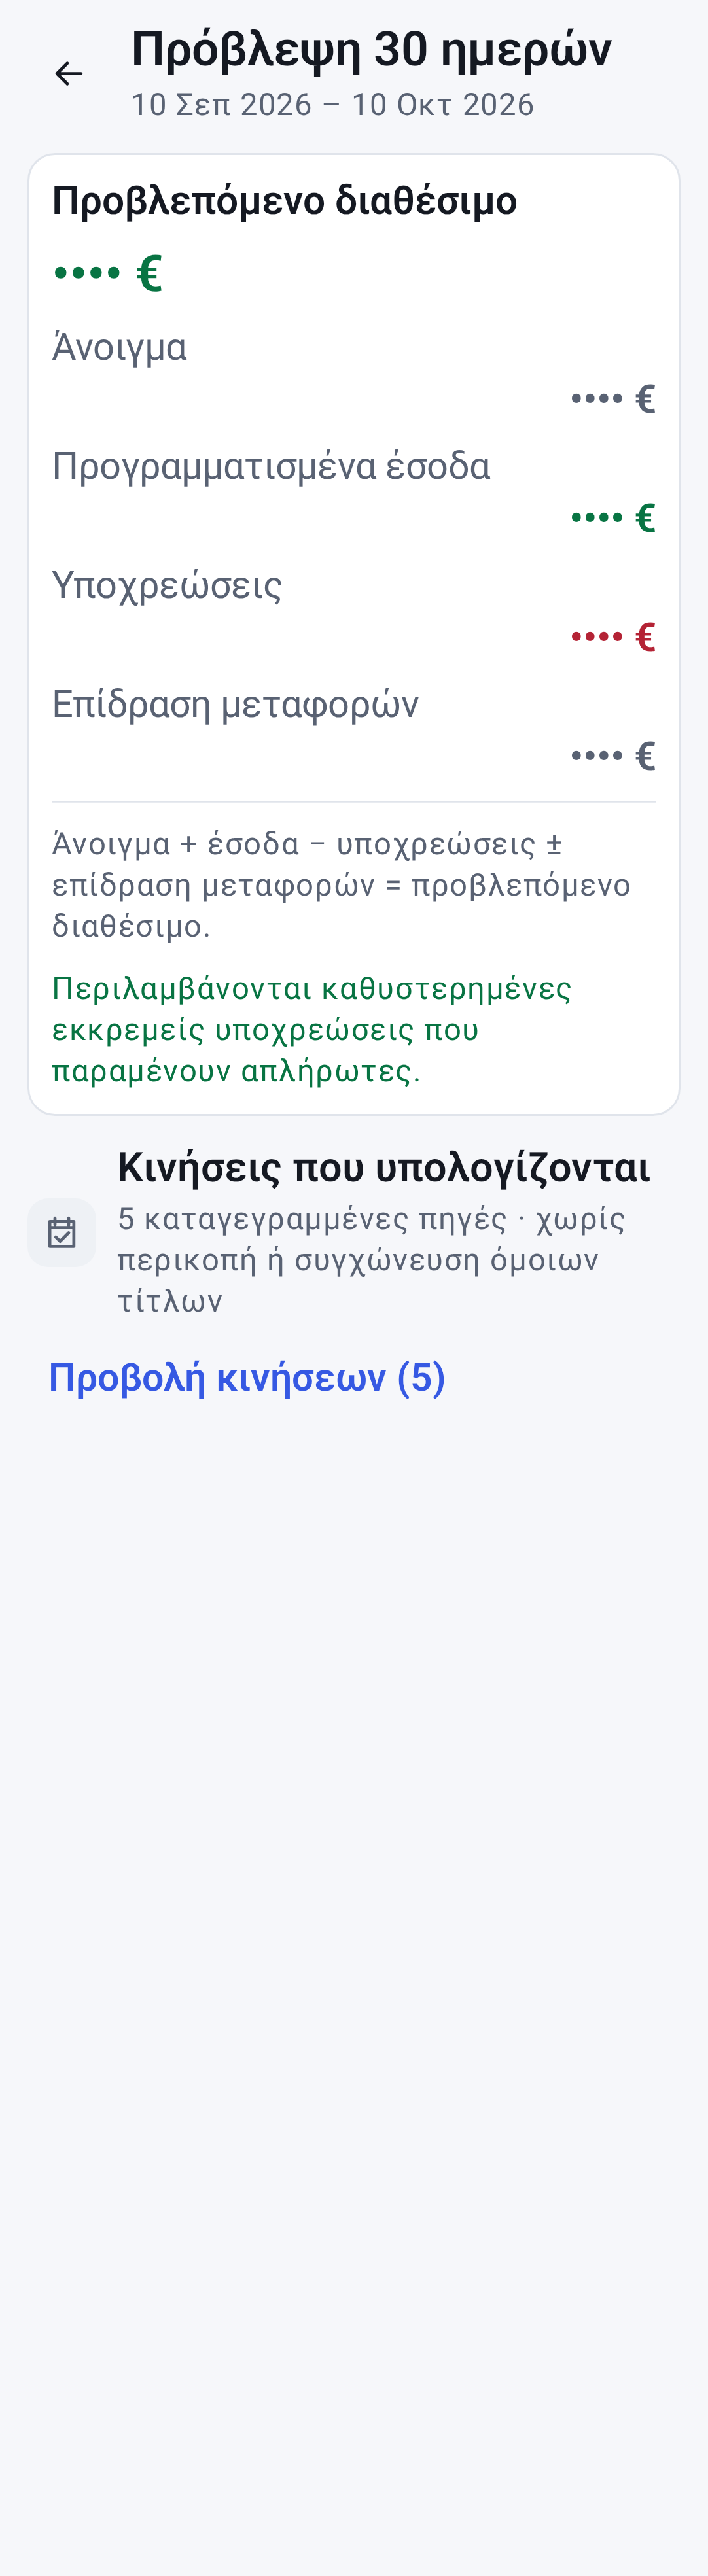 Πρόβλεψη 30 ημερών
10 Σεπ 2026 – 10 Οκτ 2026
Προβλεπόμενο διαθέσιμο
•••• €
Άνοιγμα
•••• €
Προγραμματισμένα έσοδα
•••• €
Υποχρεώσεις
•••• €
Επίδραση μεταφορών
•••• €
Άνοιγμα + έσοδα − υποχρεώσεις ±
επίδραση μεταφορών = προβλεπόμενο
διαθέσιμο.
Περιλαμβάνονται καθυστερημένες
εκκρεμείς υποχρεώσεις που
παραμένουν απλήρωτες.
Κινήσεις που υπολογίζονται
5 καταγεγραμμένες πηγές · χωρίς
περικοπή ή συγχώνευση όμοιων
τίτλων
Προβολή κινήσεων (5)